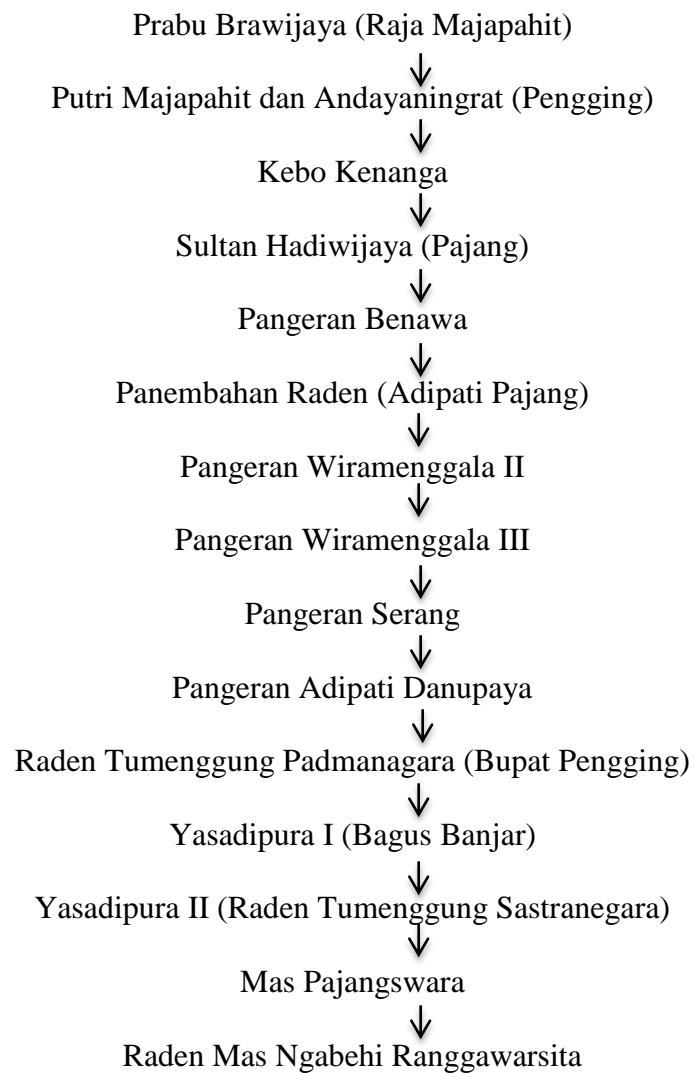 Prabu Brawijaya (Raja Majapahit)
Putri Majapahit dan Andayaningrat (Pengging)
Kebo Kenanga
Sultan Hadiwijaya (Pajang)
Pangeran Benawa
Panembahan Raden (Adipati Pajang)
Pangeran Wiramenggala II
Pangeran Wiramenggala III
Pangeran Serang
Pangeran Adipati Danupaya
Raden Tumenggung Padmanagara (Bupat Pengging)
Yasadipura I (Bagus Banjar)
Yasadipura II (Raden Tumenggung Sastranegara)
Mas Pajangswara
Raden Mas Ngabehi Ranggawarsita